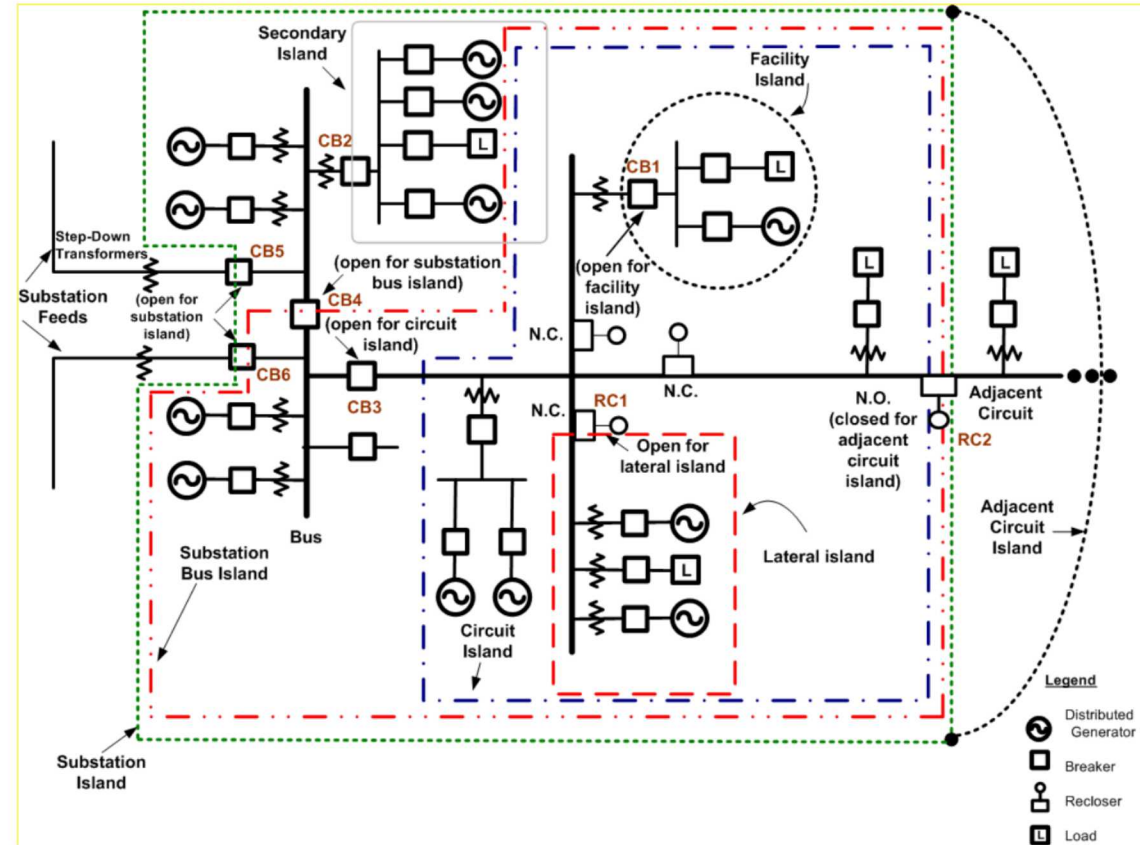 Secondary
Island
Facility
Island
CB2
L
CB1
L
Step-Down
Transformers
CB5
(open for
substation
bus island)
(open for
facility
island)
L
L
Substation
Feeds
(open for
substation
island)
CB4
(open for circuit
island)
N.C.
CB6
N.C.
CB3
N.C.
RC1
N.O.
(closed for
adjacent
circuit
island)
Adjacent
Circuit
RC2
Open for
lateral island
Bus
Adjacent
Circuit
Island
Substation
Bus Island
Lateral island
L
Circuit
Island
Substation
Island
Legend
Distributed
Generator
Breaker
Recloser
L
Load